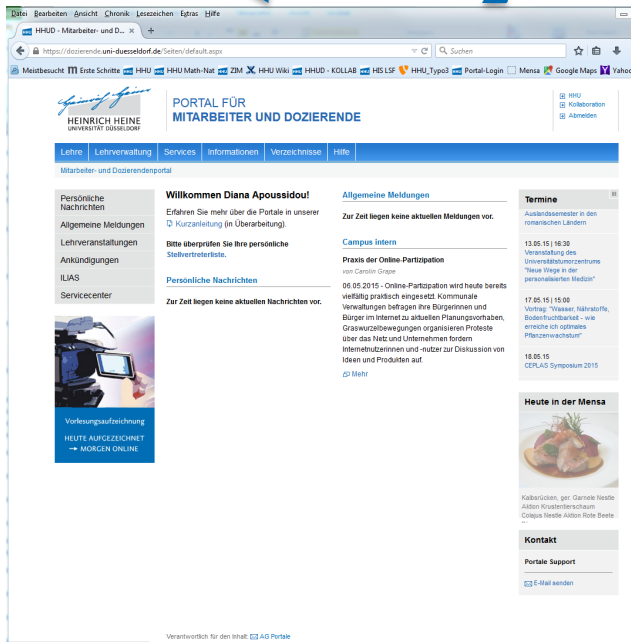 Datei Bearbeiten Ansicht Chronik Lesezeichen Extras Hilfe
HHUD - Mitarbeiter- und D... × +
https://dozierende.uni-duesseldorf.de/Seiten/default.aspx
Suchen
Meistbesucht Erste Schritte HHU HHU Math-Nat ZIM HHU Wiki HHUD - KOLLAB HIS LSF HHU_Typo3 Portal-Login Mensa Google Maps Yahoo
Heinrich Heine
HEINRICH HEINE
UNIVERSITÄT DÜSSELDORF
PORTAL FÜR
MITARBEITER UND DOZIERENDE
HHU
Kollaboration
Abmelden
Lehre Lehrverwaltung Services Informationen Verzeichnisse Hilfe
Mitarbeiter- und Dozierendenportal
Persönliche
Nachrichten
Allgemeine Meldungen
Lehrveranstaltungen
Ankündigungen
ILIAS
Servicecenter
Vorlesungsaufzeichnung
HEUTE AUFGEZEICHNET
→ MORGEN ONLINE
Willkommen Diana Apoussidou!
Erfahren Sie mehr über die Portale in unserer
Kurzanleitung (in Überarbeitung).
Bitte überprüfen Sie Ihre persönliche
Stellvertreterliste.
Persönliche Nachrichten
Zur Zeit liegen keine aktuellen Nachrichten vor.
Allgemeine Meldungen
Zur Zeit liegen keine aktuellen Meldungen vor.
Campus intern
Praxis der Online-Partizipation
von Carolin Grape
06.05.2015 - Online-Partizipation wird heute bereits
vielfältig praktisch eingesetzt. Kommunale
Verwaltungen befragen ihre Bürgerinnen und
Bürger im Internet zu aktuellen Planungsvorhaben,
Graswurzelbewegungen organisieren Proteste
über das Netz und Unternehmen fordern
Internetnutzerinnen und -nutzer zur Diskussion von
Ideen und Produkten auf.
Mehr
Termine
Auslandssemester in den
romanischen Ländern
13.05.15 | 16:30
Veranstaltung des
Universitätstumorzentrums
"Neue Wege in der
personalisierten Medizin"
17.05.15 | 15:00
Vortrag: "Wasser, Nährstoffe,
Bodenfruchtbarkeit - wie
erreiche ich optimales
Pflanzenwachstum"
18.05.15
CEPLAS Symposium 2015
Heute in der Mensa
Kalbsrücken, ger. Garnele Nestle
Aktion Krustentierschaum
Colajus Nestle Aktion Rote Beete
Kontakt
Portale Support
E-Mail senden
Verantwortlich für den Inhalt: AG Portale